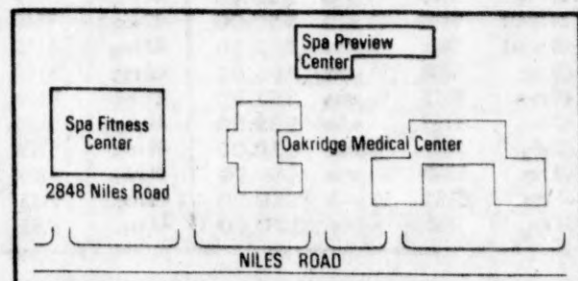 Spa Preview
Center
Spa Fitness
Center
Oakridge Medical Center
2848 Niles Road
NILES ROAD